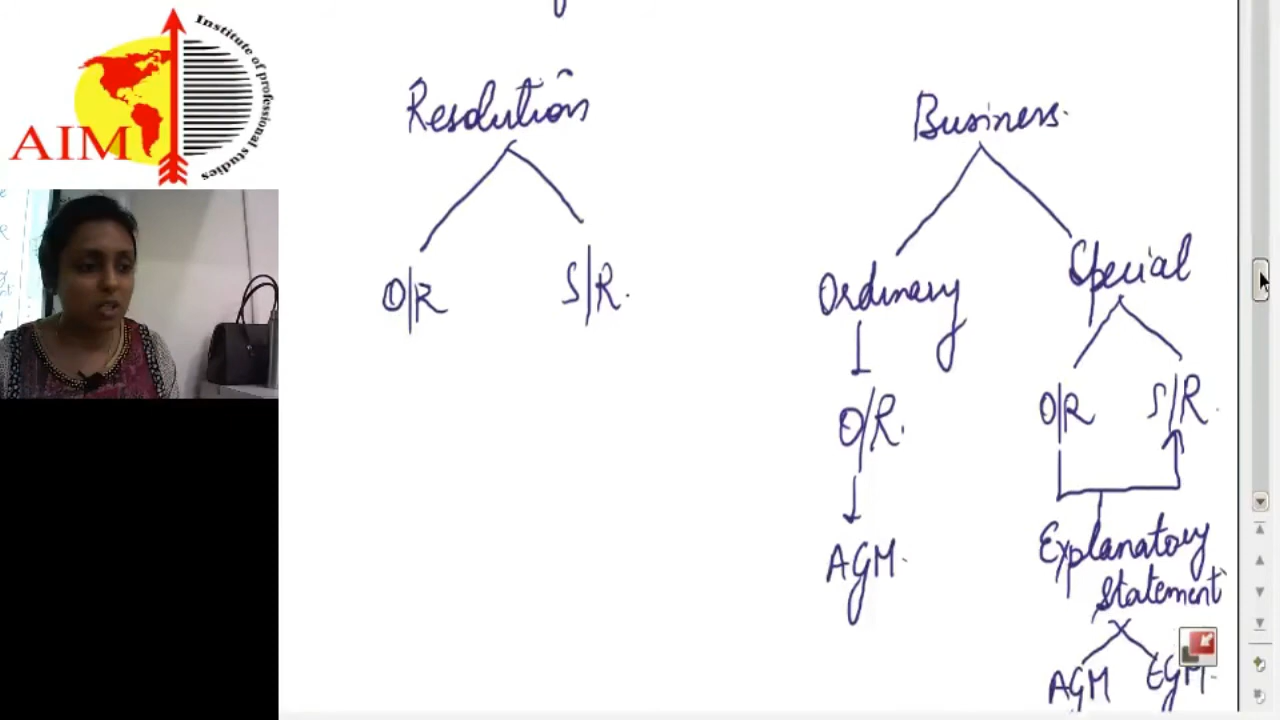 AIM
Institute of professional studies
Resolution
Business.
O/R
S/R.
Ordinary
Special
O/R.
O/R
S/R.
AGM.
Explanatory
Statement
AGM
EGM.